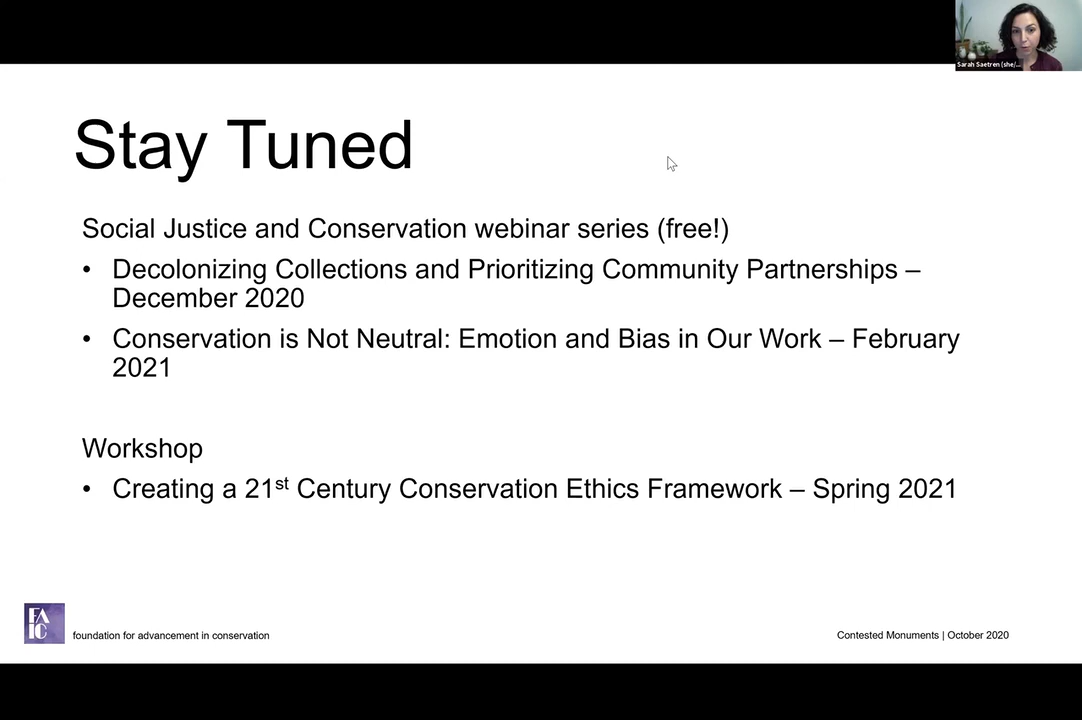 Sarah Saetren (she/...
Stay Tuned
Social Justice and Conservation webinar series (free!)
• Decolonizing Collections and Prioritizing Community Partnerships –
December 2020
• Conservation is Not Neutral: Emotion and Bias in Our Work – February
2021
Workshop
• Creating a 21st Century Conservation Ethics Framework – Spring 2021
FA
IC
foundation for advancement in conservation
Contested Monuments | October 2020